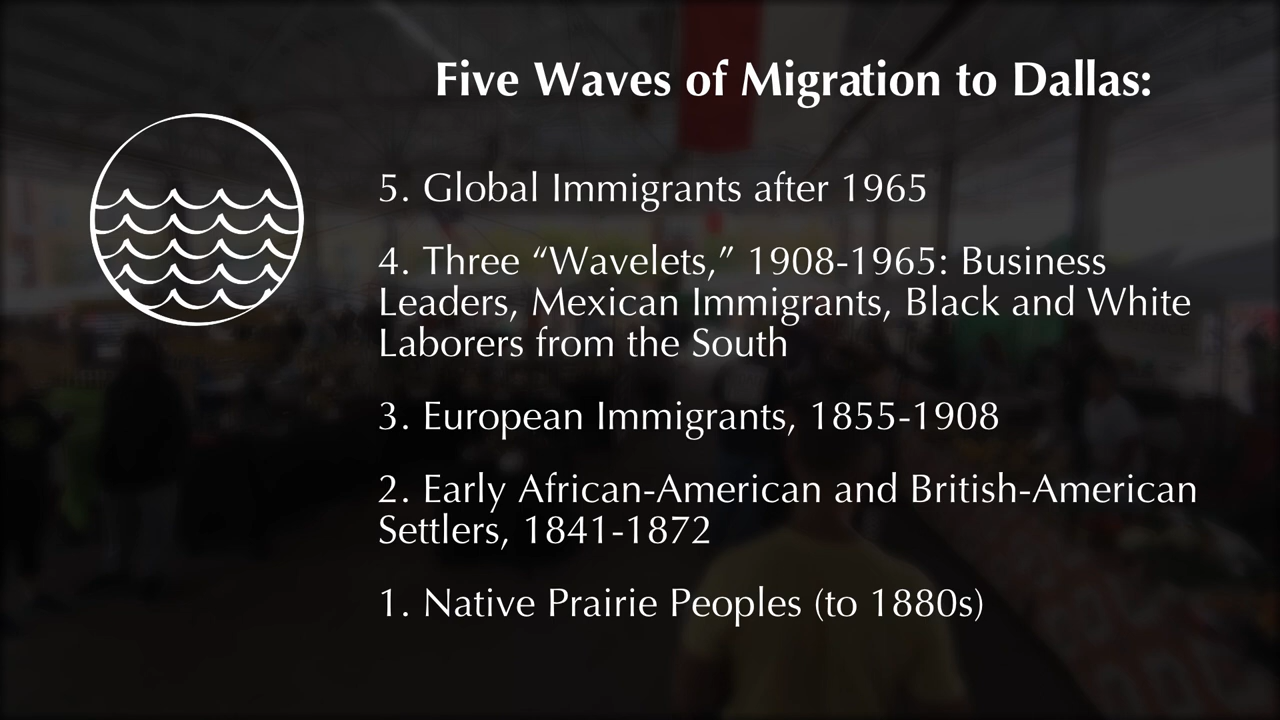 Five Waves of Migration to Dallas:
5. Global Immigrants after 1965
4. Three “Wavelets,” 1908-1965: Business
Leaders, Mexican Immigrants, Black and White
Laborers from the South
3. European Immigrants, 1855-1908
2. Early African-American and British-American
Settlers, 1841-1872
1. Native Prairie Peoples (to 1880s)